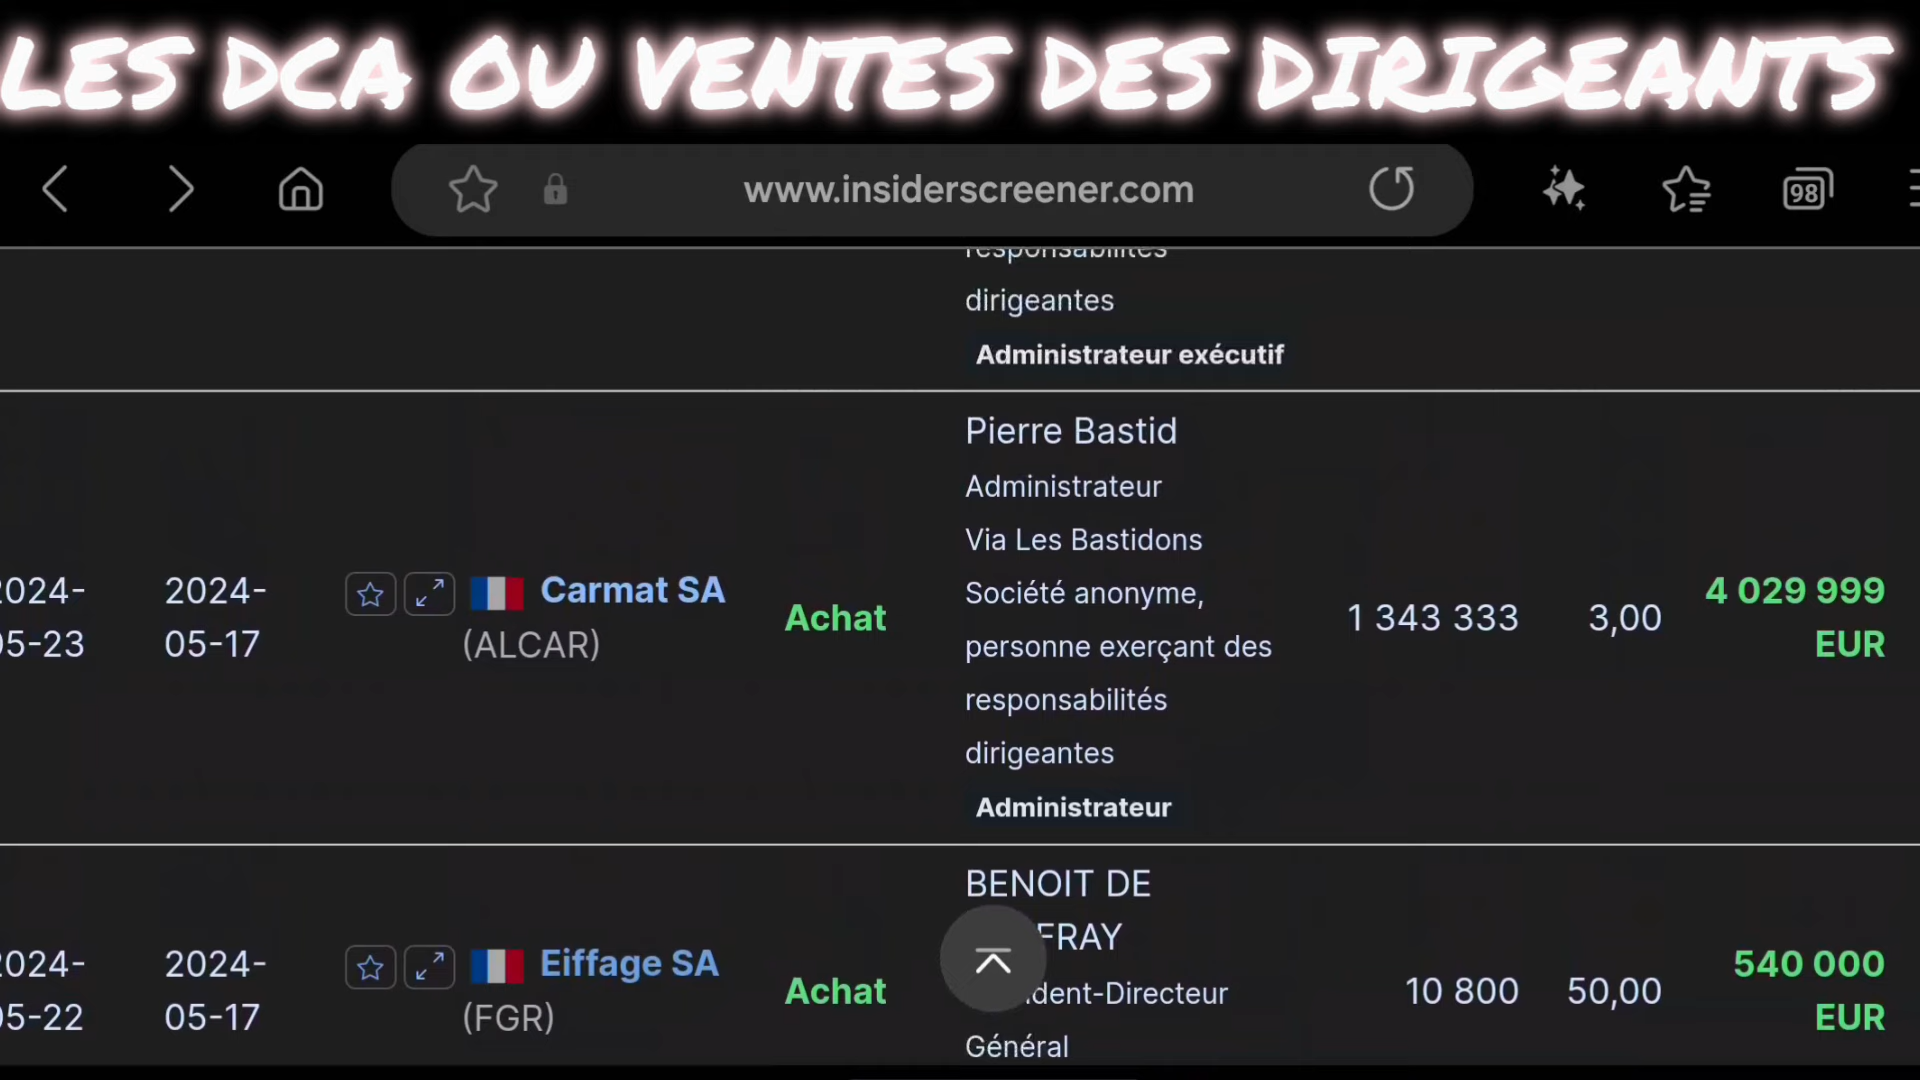 LES DCA OU VENTES DES DIRIGEANTS
www.insiderscreener.com
98
responsabilités
dirigeantes
Administrateur exécutif
Pierre Bastid
Administrateur
Via Les Bastidons
Société anonyme,
personne exerçant des
responsabilités
dirigeantes
Administrateur
2024-
05-23
2024-
05-17
Carmat SA
(ALCAR)
Achat
1 343 333
3,00
4 029 999
EUR
BENOIT DE
FRAY
ident-Directeur
Général
2024-
05-22
2024-
05-17
Eiffage SA
(FGR)
Achat
10 800
50,00
540 000
EUR